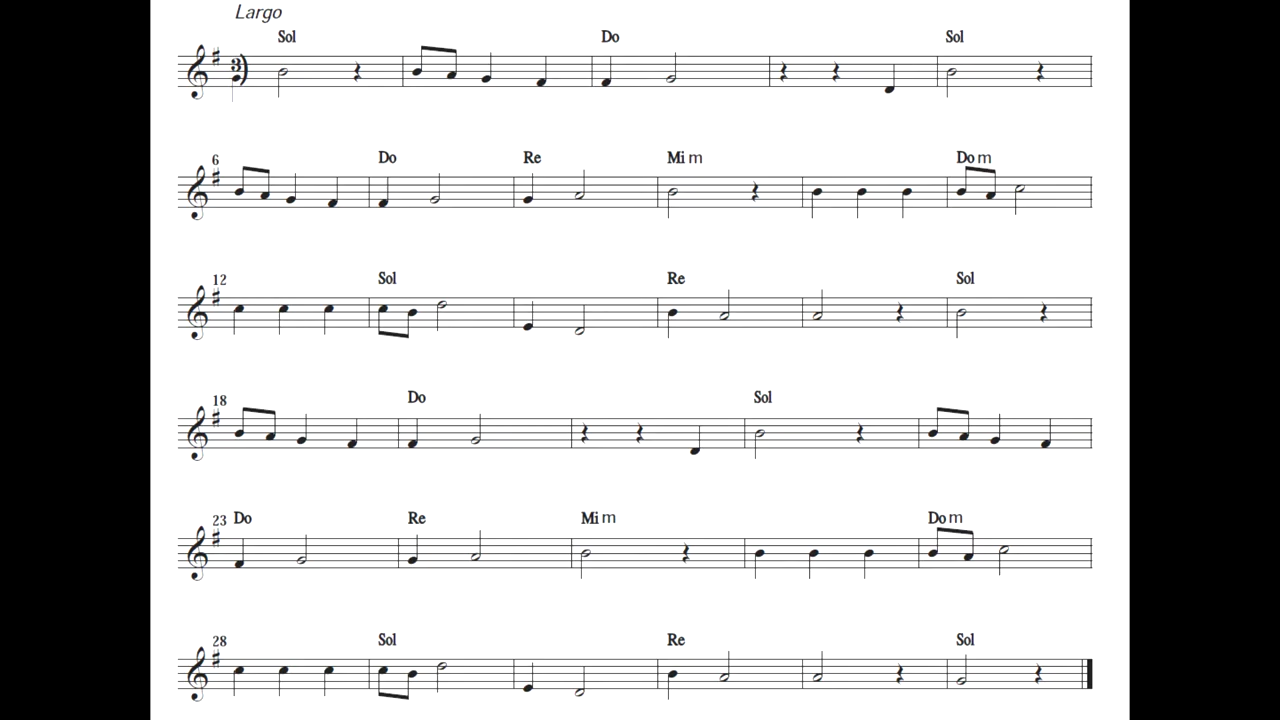 Largo
Sol Do Sol
3)
6 Do Re Mi m Do m
12 Sol Re Sol
18 Do Sol
23 Do Re Mi m Do m
28 Sol Re Sol